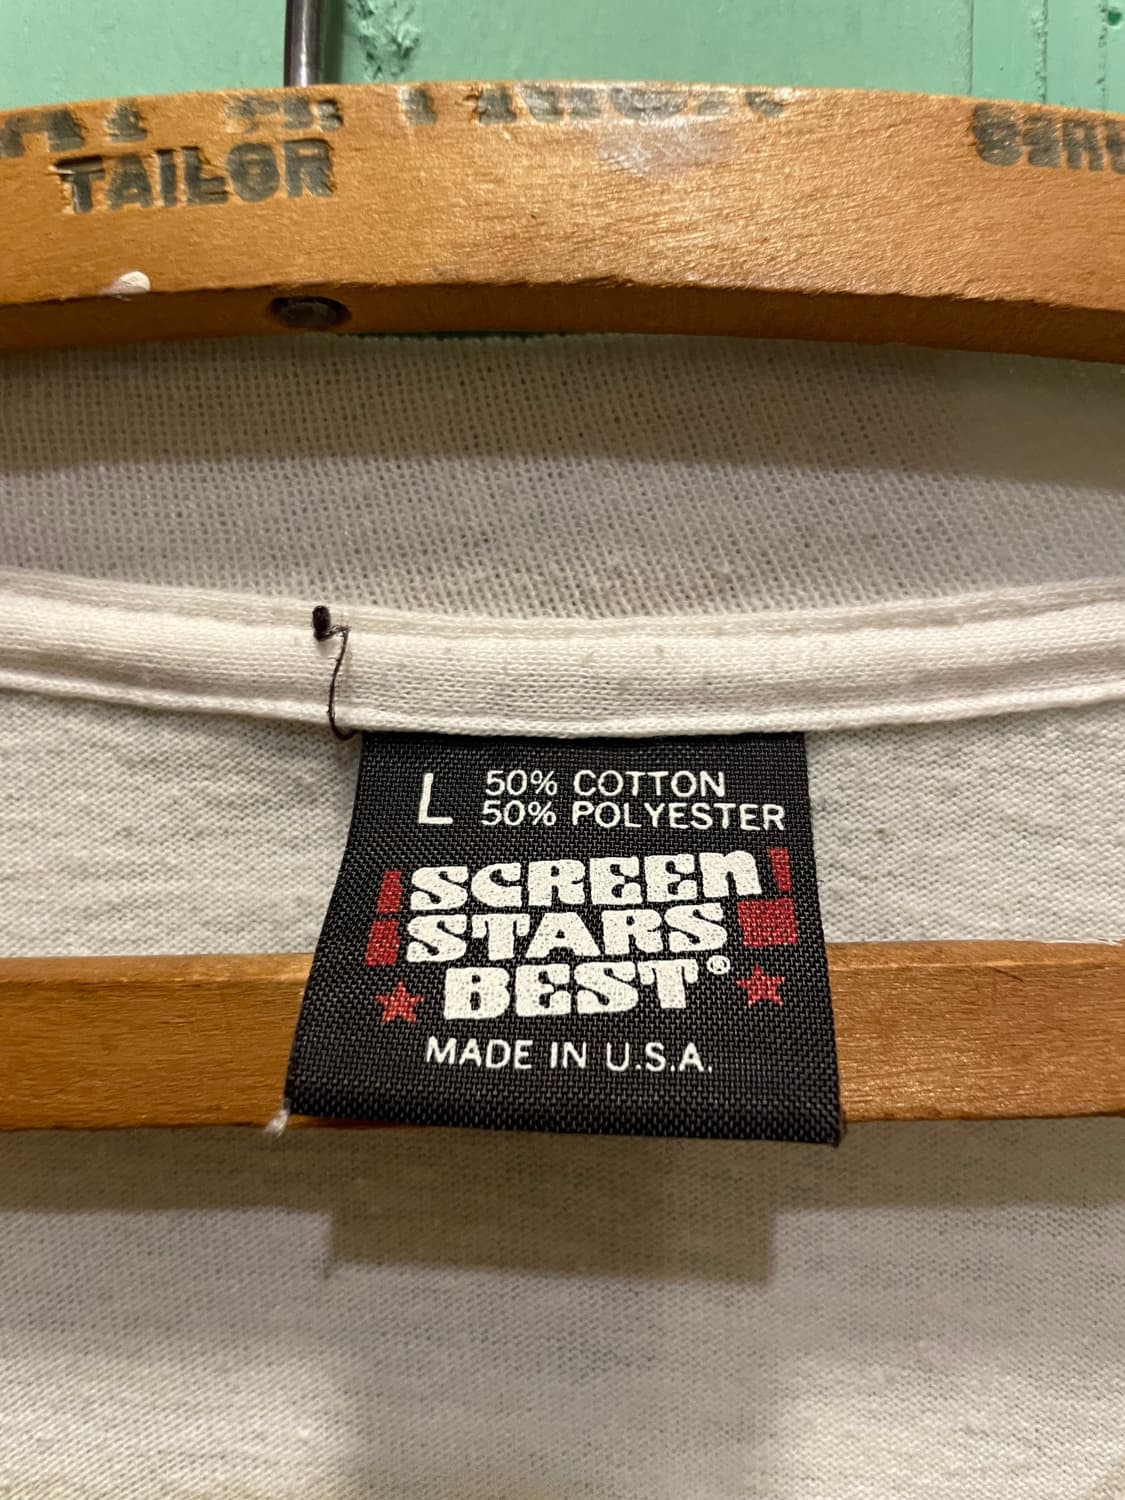 TAILOR
L 50% COTTON
50% POLYESTER
SCREEN
STARS
BEST®
MADE IN U.S.A.